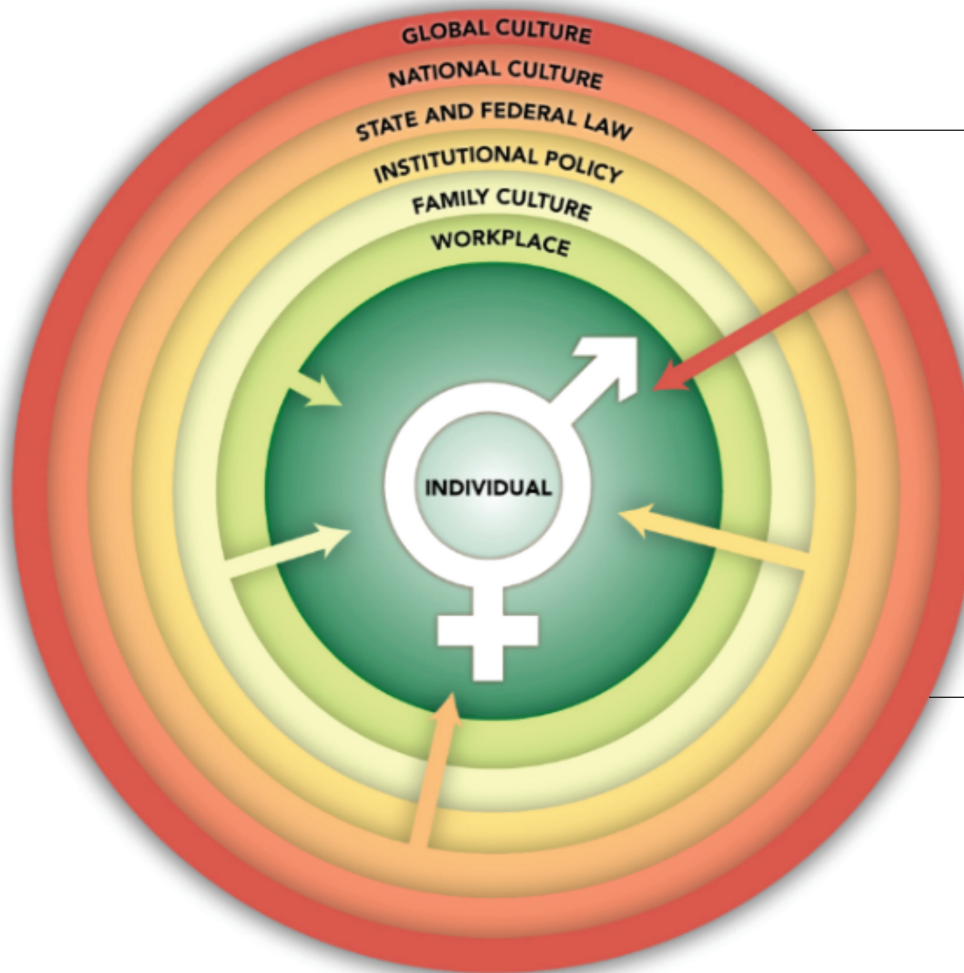 GLOBAL CULTURE
NATIONAL CULTURE
STATE AND FEDERAL LAW
INSTITUTIONAL POLICY
FAMILY CULTURE
WORKPLACE
INDIVIDUAL